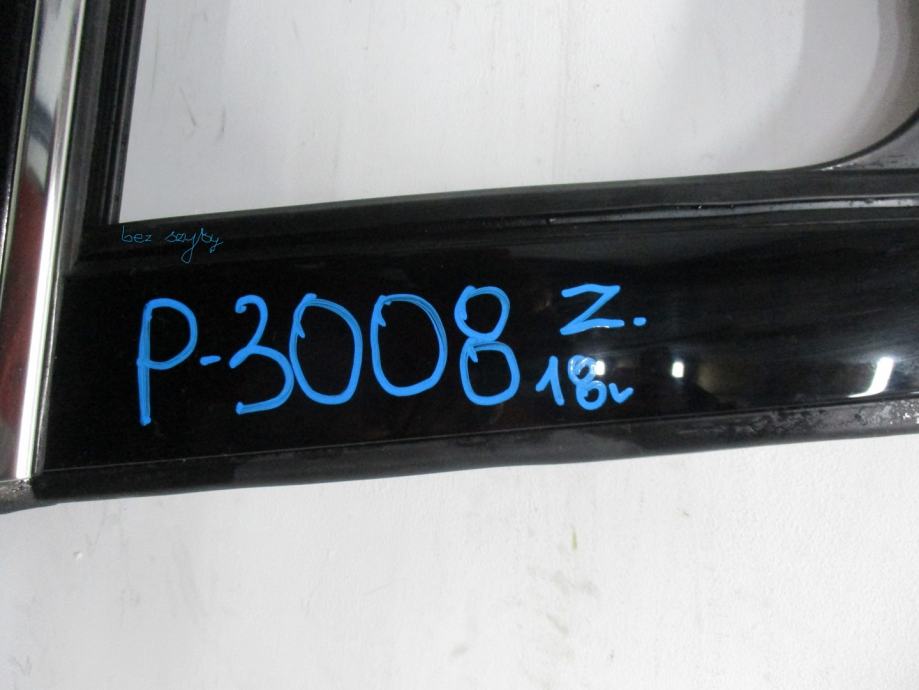 bez szyby
P-3008 Z.
18r